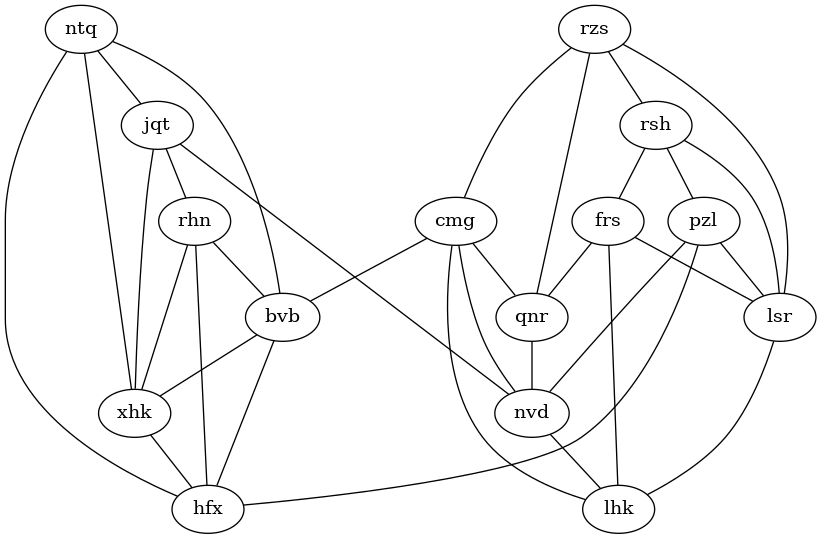 ntq rzs
jqt rsh
rhn cmg frs pzl
bvb qnr lsr
xhk nvd
hfx lhk